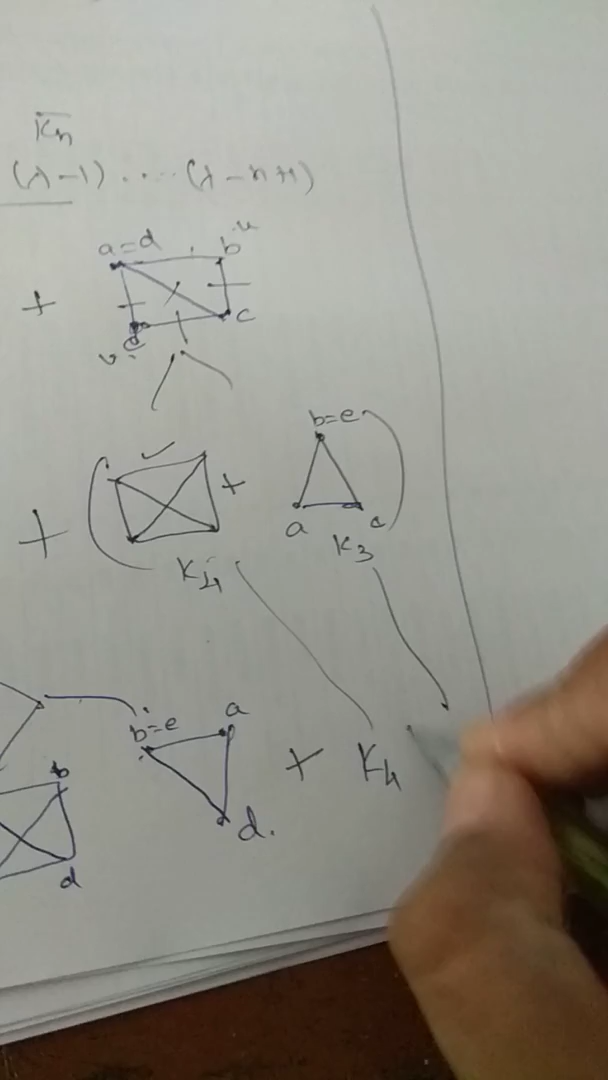 K̅n
(λ-1) .... (λ-n+1)
a=d b u
+
v e c
b=e
+ ( ✓ + )
a c
K4 K3
b=e a
+ K4
b
d.
d